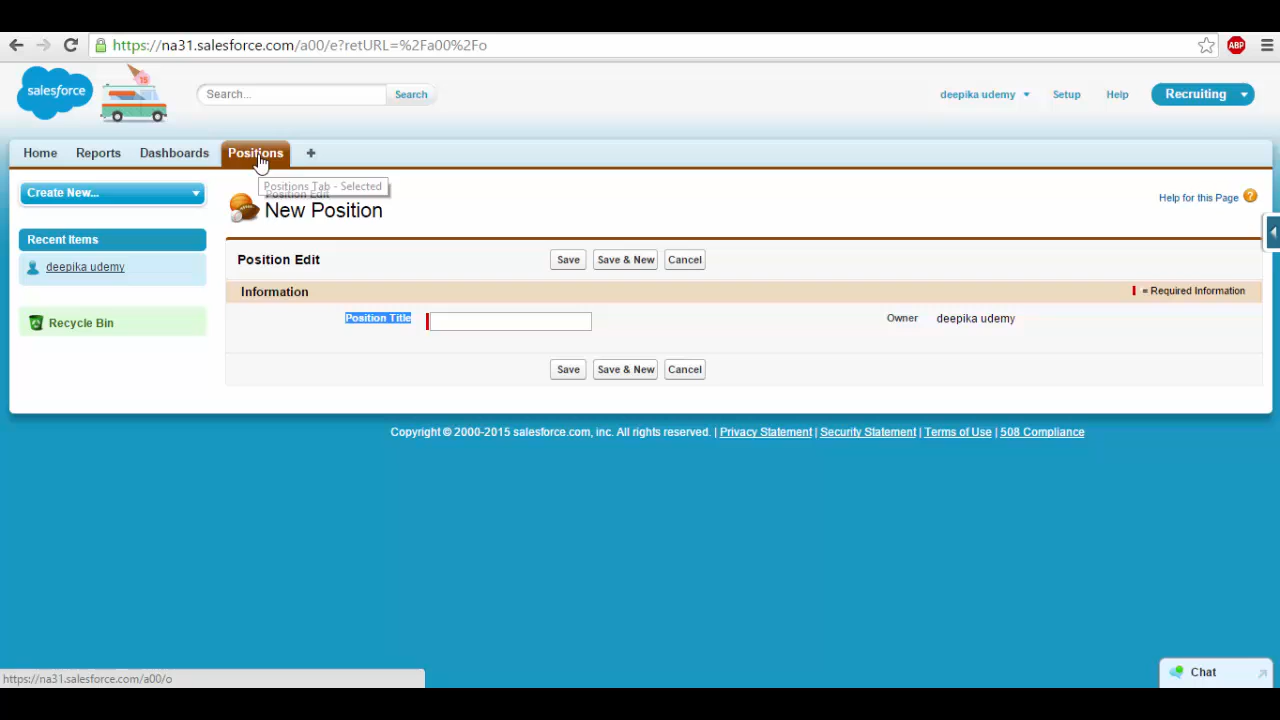 https://na31.salesforce.com/a00/e?retURL=%2Fa00%2Fo
ABP
salesforce
15
Search...
Search
deepika udemy
Setup
Help
Recruiting
Home
Reports
Dashboards
Positions
+
Positions Tab - Selected
Position Edit
New Position
Help for this Page
?
Create New...
Recent Items
deepika udemy
Recycle Bin
Position Edit
Save
Save & New
Cancel
Information
= Required Information
Position Title
Owner
deepika udemy
Save
Save & New
Cancel
Copyright © 2000-2015 salesforce.com, inc. All rights reserved. | Privacy Statement | Security Statement | Terms of Use | 508 Compliance
https://na31.salesforce.com/a00/o
Chat